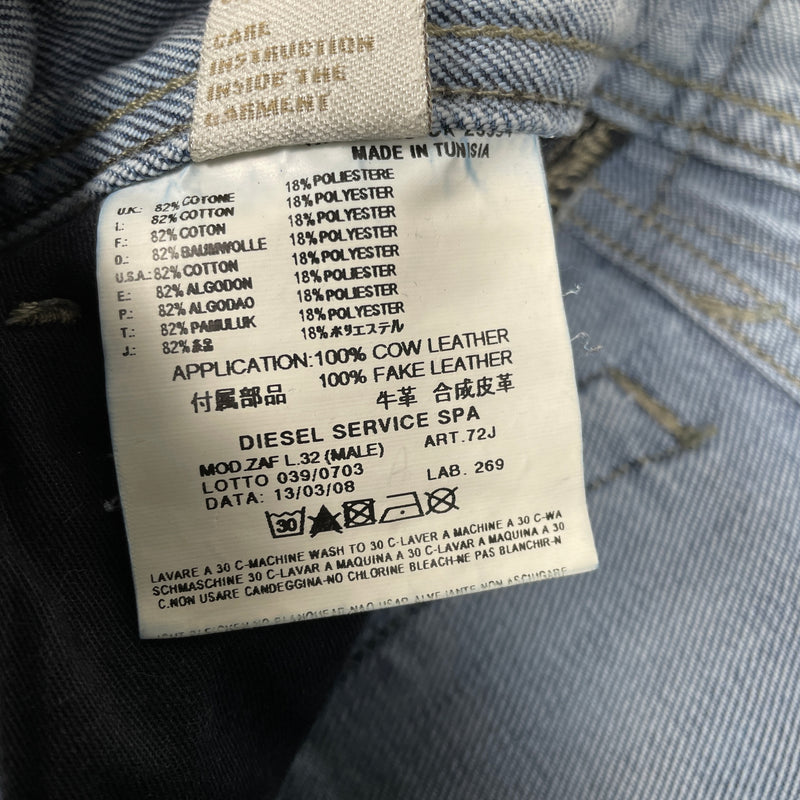 CARE
INSTRUCTION
INSIDE THE
GARMENT
MADE IN TUNISIA
U.K.: 82% COTONE 18% POLIESTERE
I.: 82% COTTON 18% POLYESTER
F.: 82% COTON 18% POLYESTER
D.: 82% BAUMWOLLE 18% POLYESTER
U.S.A.: 82% COTTON 18% POLYESTER
E.: 82% ALGODON 18% POLIESTER
P.: 82% ALGODAO 18% POLIESTER
T.: 82% PAMULUK 18% POLYESTER
J.: 82% 18% ポリエステル
APPLICATION: 100% COW LEATHER
100% FAKE LEATHER
付属部品 牛革 合成皮革
DIESEL SERVICE SPA
MOD.ZAF L.32 (MALE) ART.72J
LOTTO 039/0703
DATA: 13/03/08 LAB. 269
30
LAVARE A 30 C-MACHINE WASH TO 30 C-LAVER A MACHINE A 30 C-WA
SCHMASCHINE 30 C-LAVAR A MAQUINA A 30 C-LAVAR A MAQUINA A 30
C.NON USARE CANDEGGINA-NO CHLORINE BLEACH-NE PAS BLANCHIR-N